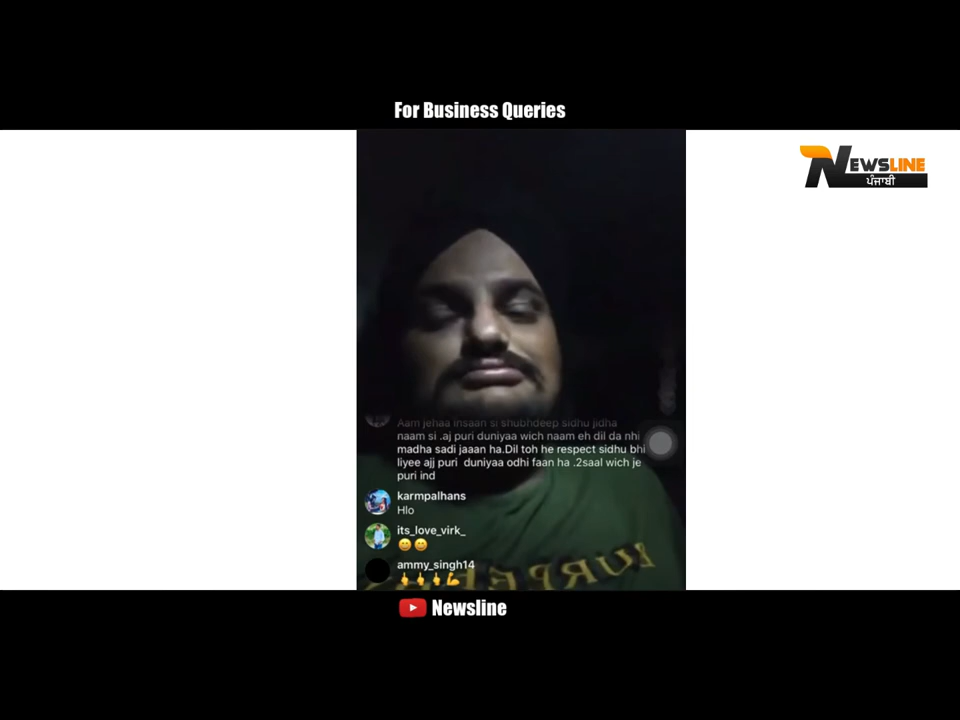 For Business Queries
NEWSLINE
ਪੰਜਾਬੀ
Aam jehaa insaan si shubhdeep sidhu jidha
naam si .aj puri duniyaa wich naam eh dil da nhi
madha sadi jaaan ha.Dil toh he respect sidhu bhi
liyee ajj puri duniyaa odhi faan ha .2saal wich je
puri ind
karmpalhans
Hlo
its_love_virk_
😊😊
ammy_singh14
👆👆👆💪
Newsline